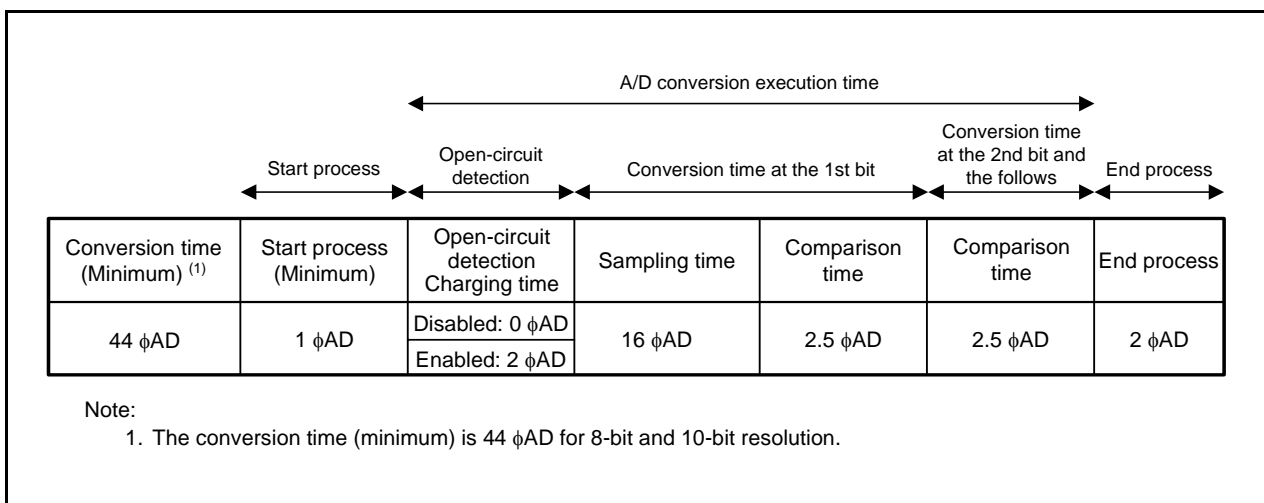 A/D conversion execution time
Start process
Open-circuit
detection
Conversion time at the 1st bit
Conversion time
at the 2nd bit and
the follows
End process
Conversion time
(Minimum) (1)
Start process
(Minimum)
Open-circuit
detection
Charging time
Sampling time
Comparison
time
Comparison
time
End process
44 ϕAD
1 ϕAD
Disabled: 0 ϕAD
Enabled: 2 ϕAD
16 ϕAD
2.5 ϕAD
2.5 ϕAD
2 ϕAD
Note:
1. The conversion time (minimum) is 44 ϕAD for 8-bit and 10-bit resolution.